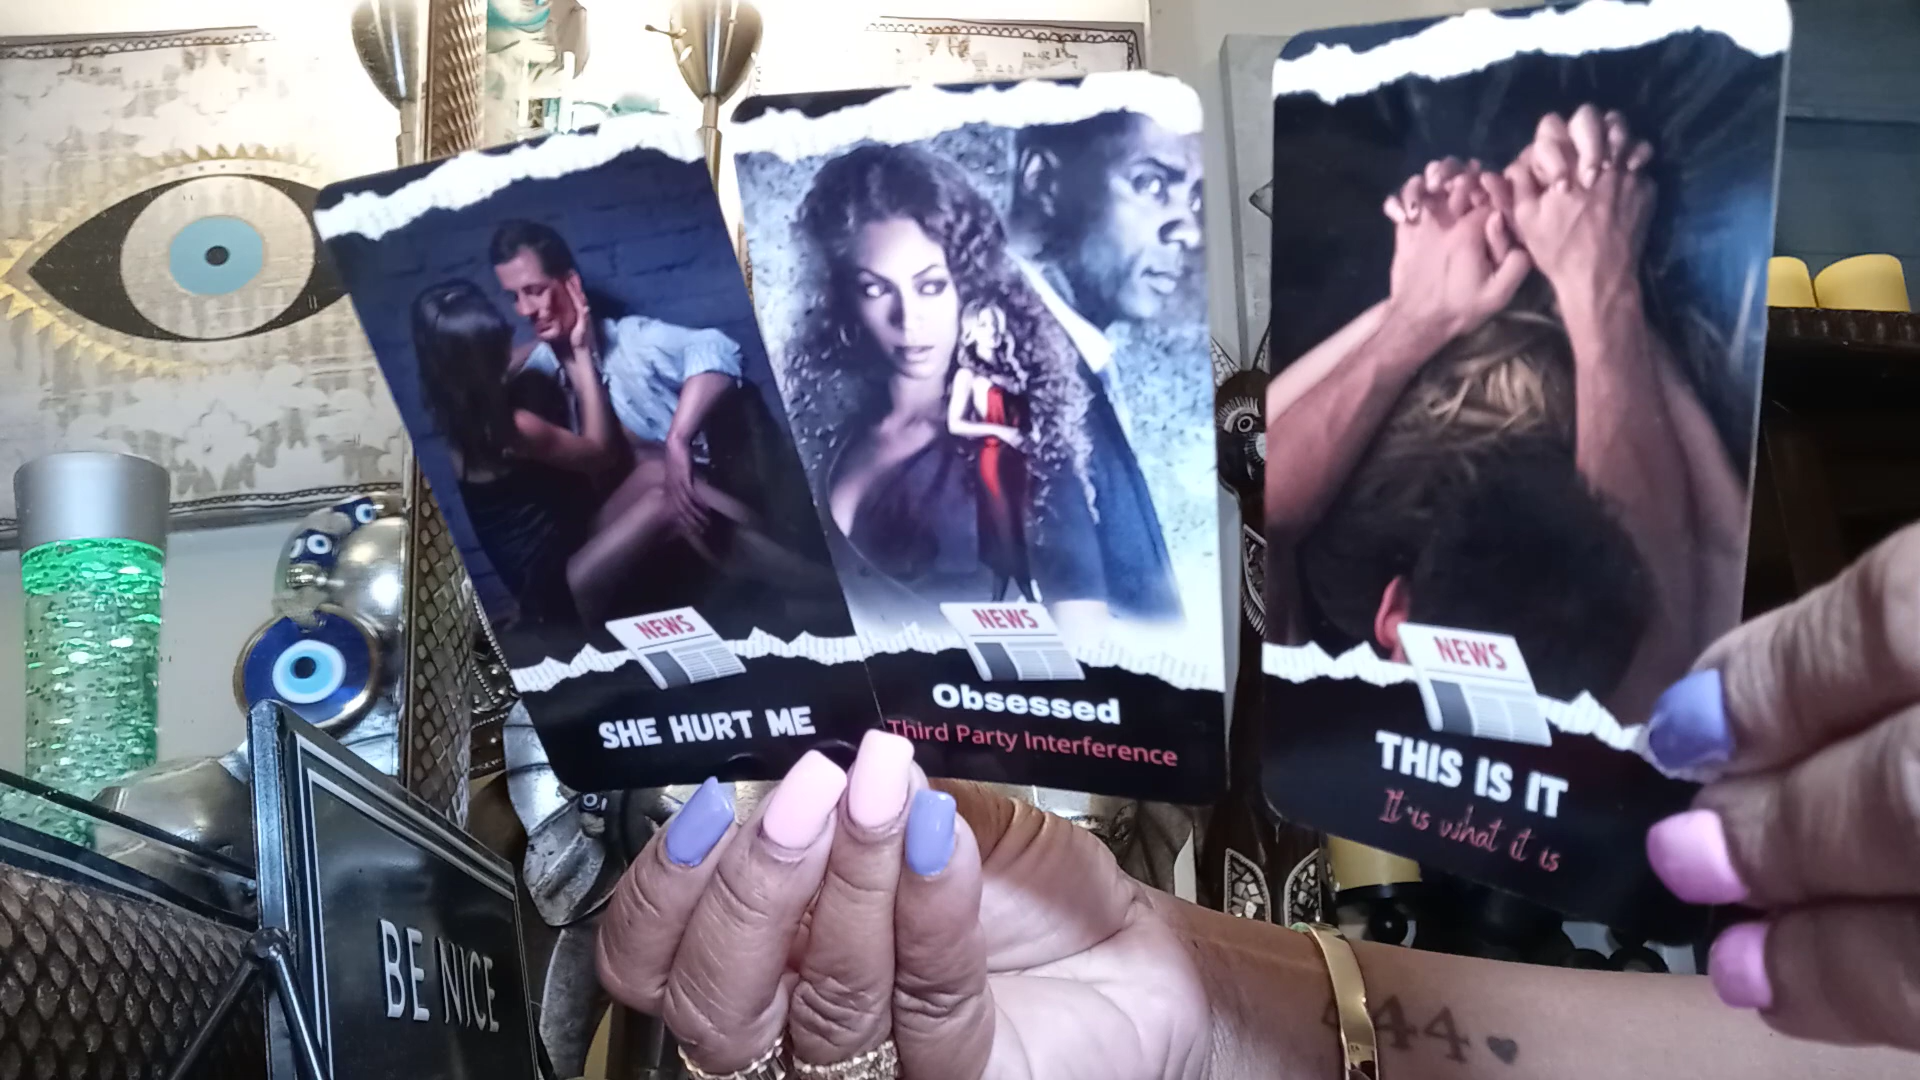 NEWS
SHE HURT ME
NEWS
Obsessed
Third Party Interference
NEWS
THIS IS IT
It is what it is
BE NICE
444